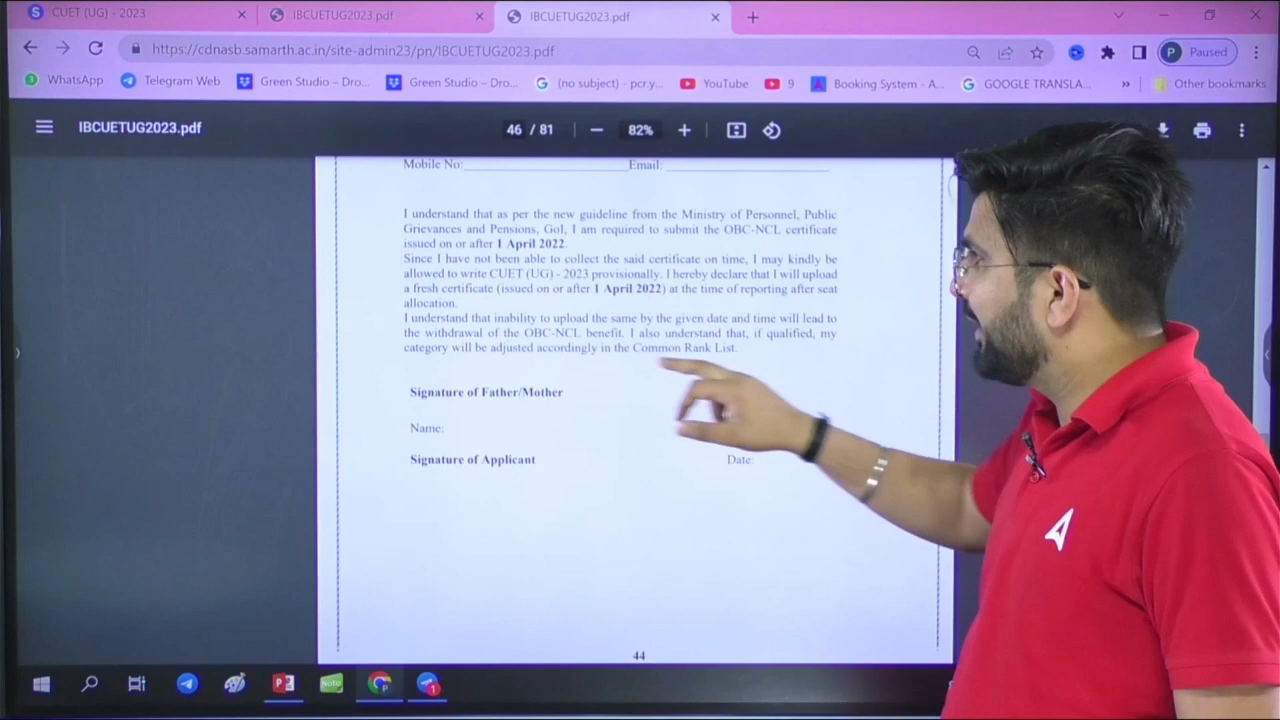 CUET (UG) - 2023
IBCUETUG2023.pdf
IBCUETUG2023.pdf
https://cdnasb.samarth.ac.in/site-admin23/pn/IBCUETUG2023.pdf
P Paused
3 WhatsApp
Telegram Web
Green Studio – Dro...
Green Studio – Dro...
(no subject) - pcr.y...
YouTube
9
Booking System - A...
GOOGLE TRANSLA...
»
Other bookmarks
IBCUETUG2023.pdf
46 / 81
82%
Mobile No: Email:
I understand that as per the new guideline from the Ministry of Personnel, Public
Grievances and Pensions, GoI, I am required to submit the OBC-NCL certificate
issued on or after 1 April 2022.
Since I have not been able to collect the said certificate on time, I may kindly be
allowed to write CUET (UG) - 2023 provisionally. I hereby declare that I will upload
a fresh certificate (issued on or after 1 April 2022) at the time of reporting after seat
allocation.
I understand that inability to upload the same by the given date and time will lead to
the withdrawal of the OBC-NCL benefit. I also understand that, if qualified, my
category will be adjusted accordingly in the Common Rank List.
Signature of Father/Mother
Name:
Signature of Applicant Date:
44